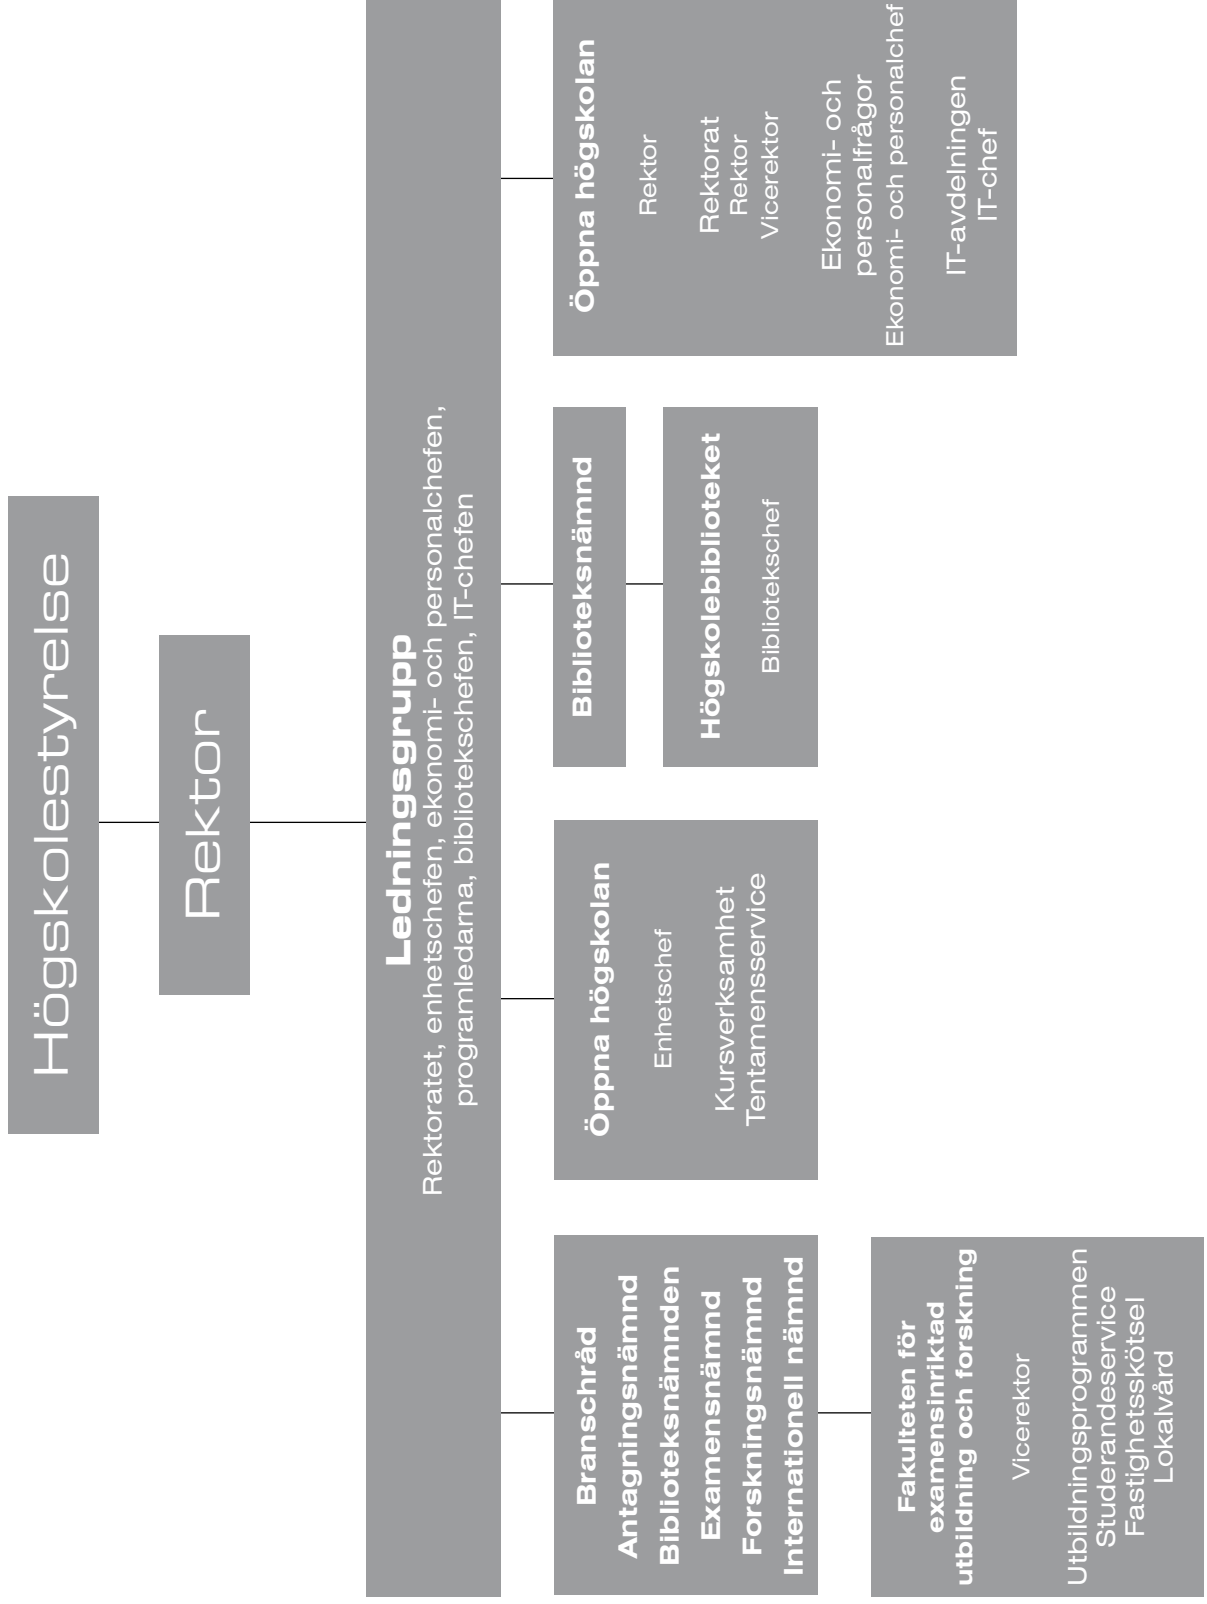 Högskolestyrelse
Rektor
Ledningsgrupp
Rektoratet, enhetschefen, ekonomi- och personalchefen,
programledarna, bibliotekschefen, IT-chefen
Branschråd
Antagningsnämnd
Biblioteksnämnden
Examensnämnd
Forskningsnämnd
Internationell nämnd
Fakulteten för
examensinriktad
utbildning och forskning
Vicerektor
Utbildningsprogrammen
Studerandeservice
Fastighetsskötsel
Lokalvård
Öppna högskolan
Enhetschef
Kursverksamhet
Tentamensservice
Biblioteksnämnd
Högskolebiblioteket
Bibliotekschef
Öppna högskolan
Rektor
Rektorat
Rektor
Vicerektor
Ekonomi- och
personalfrågor
Ekonomi- och personalchef
IT-avdelningen
IT-chef